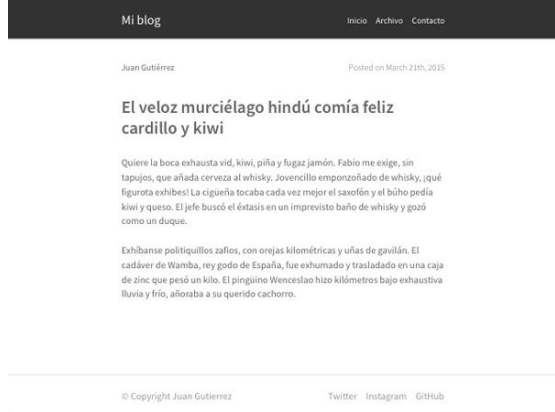 Mi blog
Inicio Archivo Contacto
Juan Gutiérrez
Posted on March 21th, 2015
El veloz murciélago hindú comía feliz
cardillo y kiwi
Quiere la boca exhausta vid, kiwi, piña y fugaz jamón. Fabio me exige, sin
tapujos, que añada cerveza al whisky. Jovencillo emponzoñado de whisky, ¡qué
figurota exhibes! La cigüeña tocaba cada vez mejor el saxofón y el búho pedía
kiwi y queso. El jefe buscó el éxtasis en un imprevisto baño de whisky y gozó
como un duque.
Exhíbanse politiquillos zafios, con orejas kilométricas y uñas de gavilán. El
cadáver de Wamba, rey godo de España, fue exhumado y trasladado en una caja
de zinc que pesó un kilo. El pingüino Wenceslao hizo kilómetros bajo exhaustiva
lluvia y frío, añoraba a su querido cachorro.
© Copyright Juan Gutierrez
Twitter Instagram GitHub